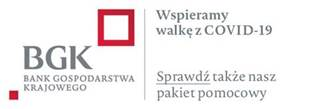 BGK
BANK GOSPODARSTWA
KRAJOWEGO
Wspieramy
walkę z COVID-19
Sprawdź także nasz
pakiet pomocowy